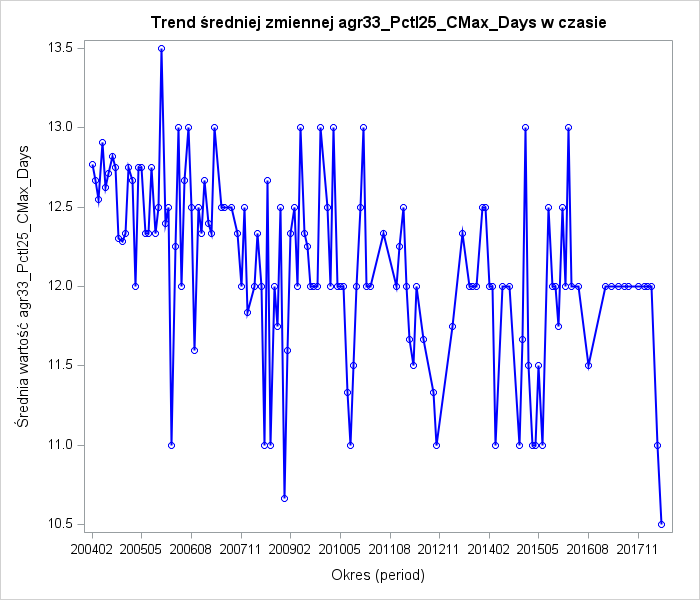 Trend średniej zmiennej agr33_Pctl25_CMax_Days w czasie
Średnia wartość agr33_Pctl25_CMax_Days
13.5
13.0
12.5
12.0
11.5
11.0
10.5
200402 200505 200608 200711 200902 201005 201108 201211 201402 201505 201608 201711
Okres (period)